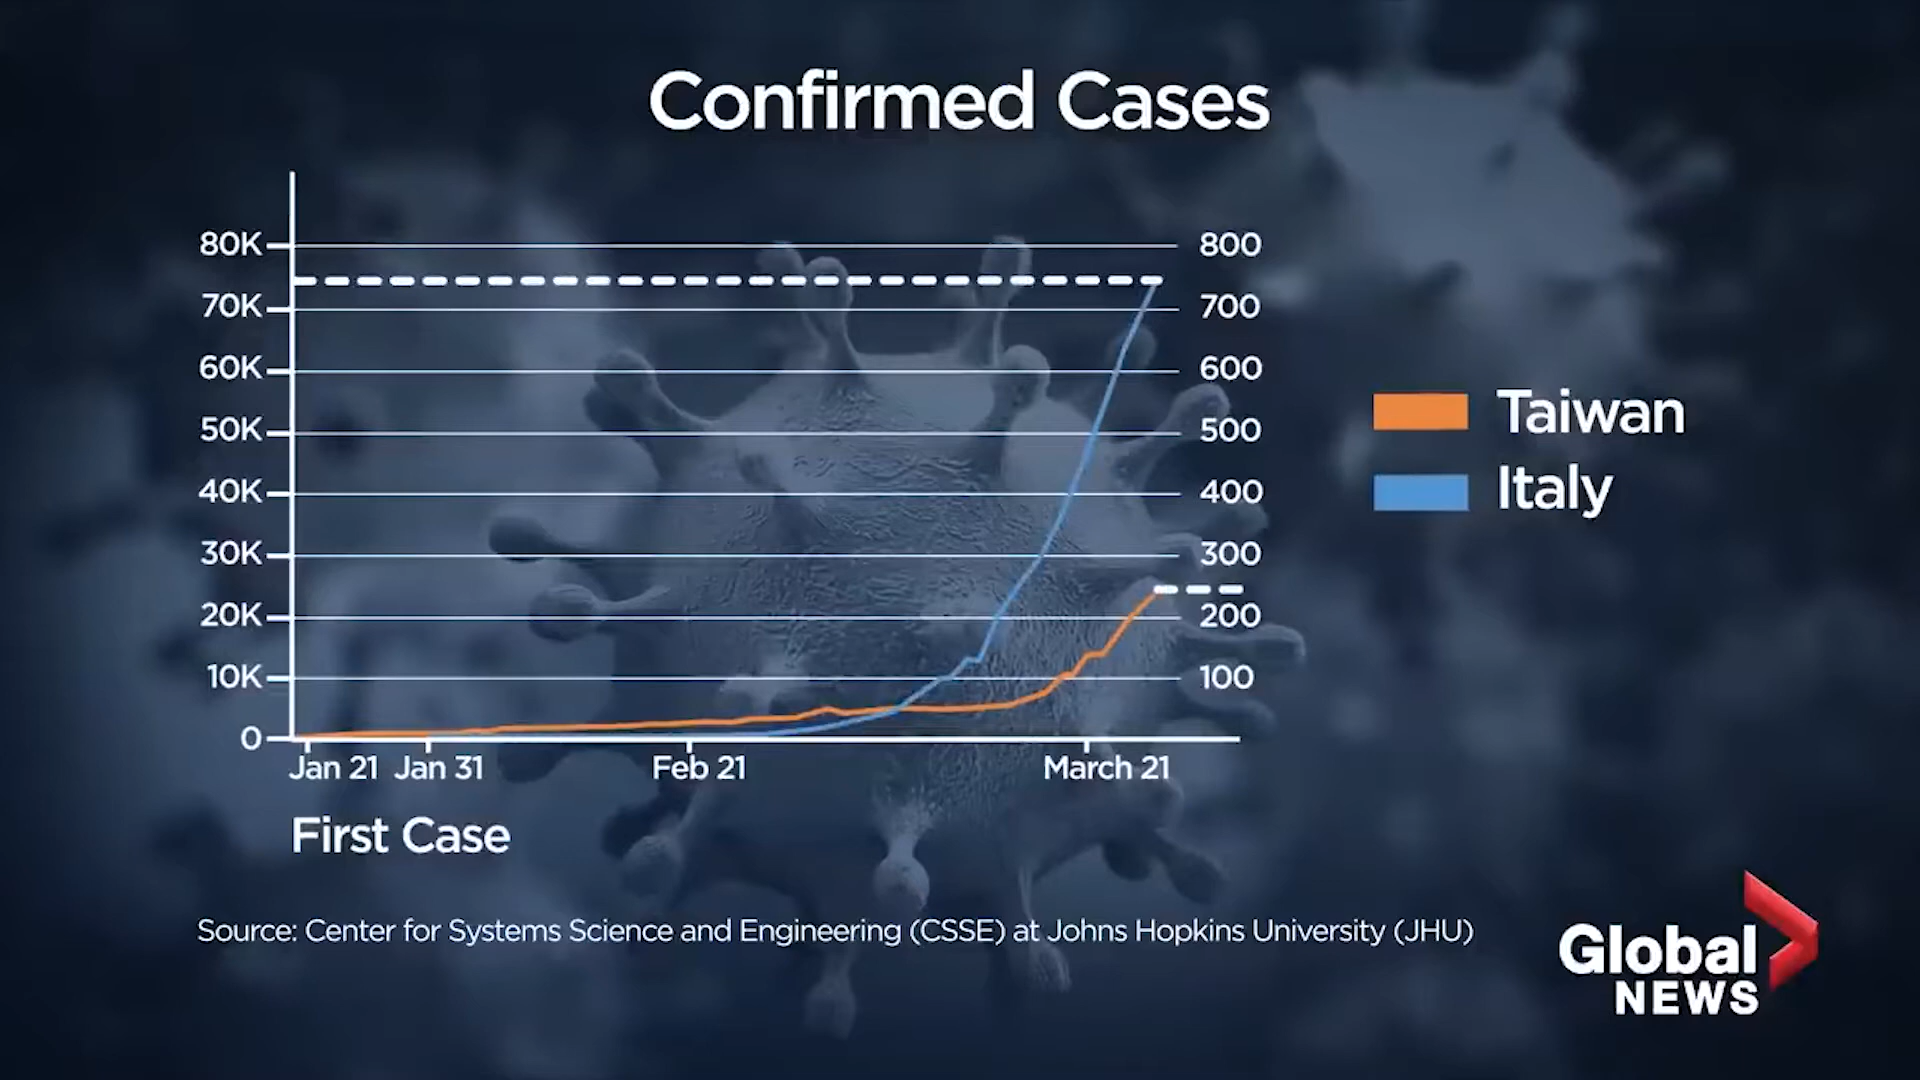 Confirmed Cases
80K
800
70K
700
60K
600
50K
500
40K
400
30K
300
20K
200
10K
100
0
Taiwan
Italy
Jan 21 Jan 31 Feb 21 March 21
First Case
Source: Center for Systems Science and Engineering (CSSE) at Johns Hopkins University (JHU)
Global
NEWS